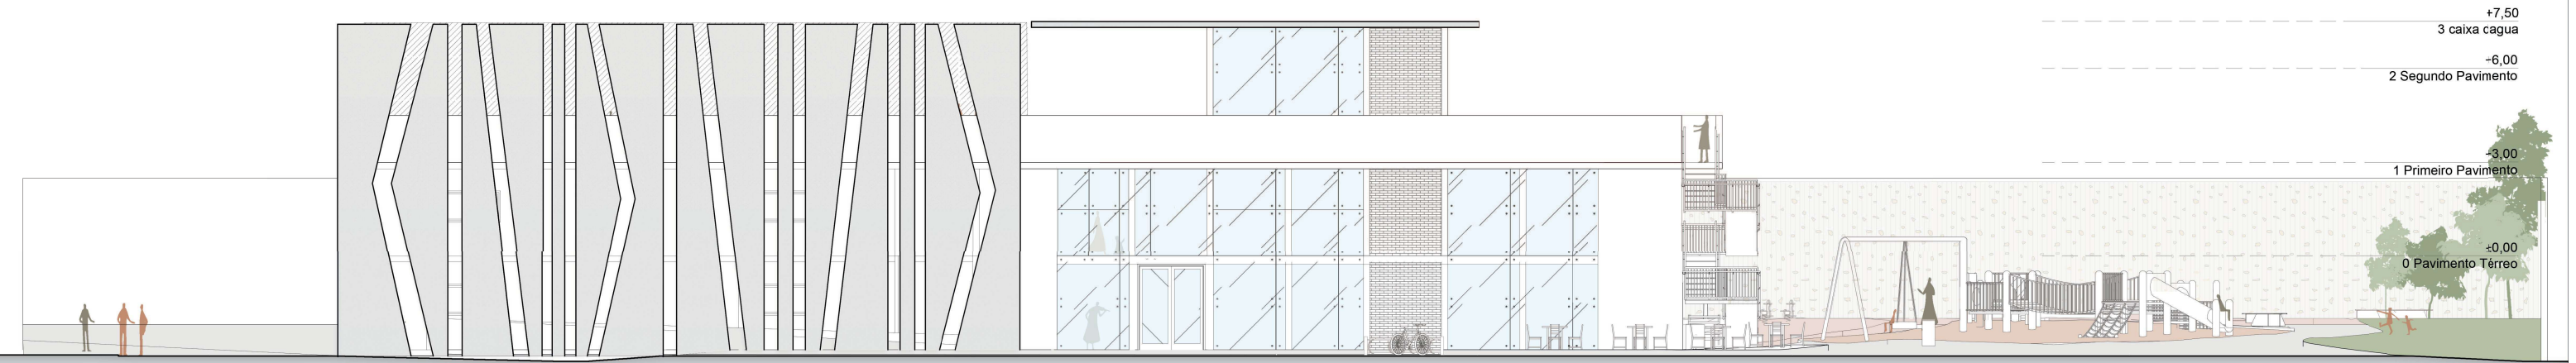 +7,50
3 caixa cagua
+6,00
2 Segundo Pavimento
+3,00
1 Primeiro Pavimento
±0,00
0 Pavimento Térreo